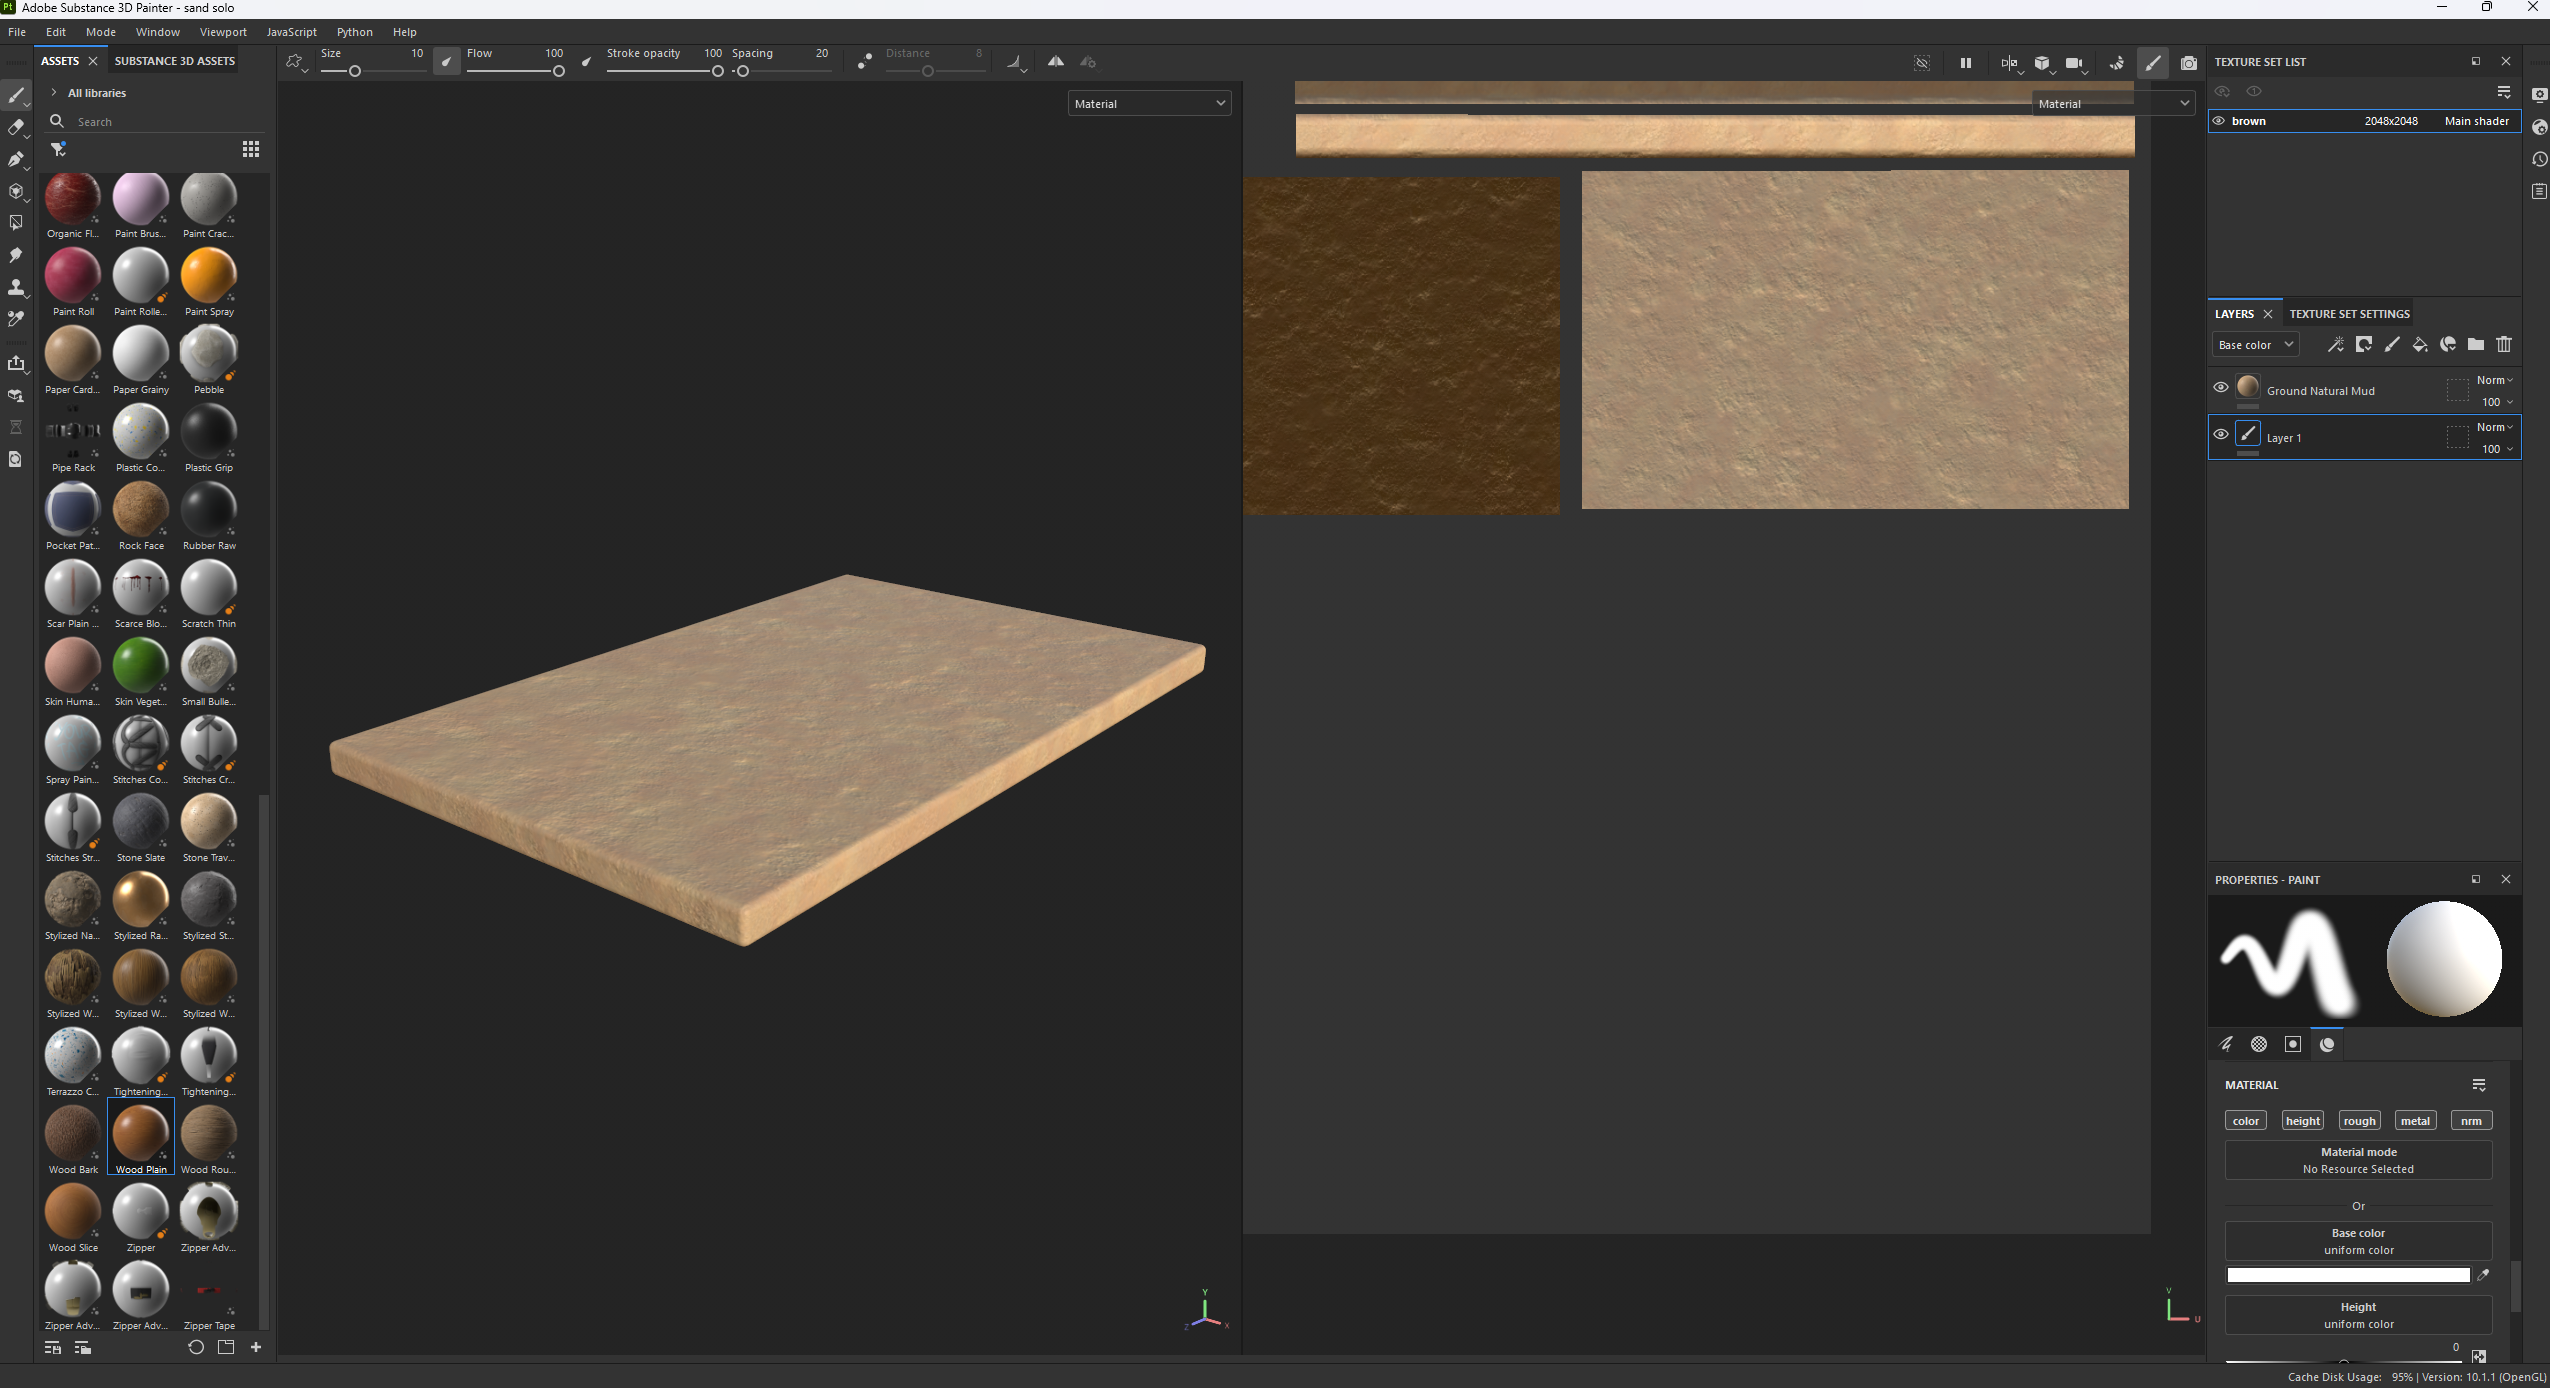 Adobe Substance 3D Painter - sand solo
File Edit Mode Window Viewport JavaScript Python Help
ASSETS SUBSTANCE 3D ASSETS
Size 10 Flow 100 Stroke opacity 100 Spacing 20 Distance 8
All libraries
Search
Organic Fl... Paint Brus... Paint Crac...
Paint Roll Paint Rolle... Paint Spray
Paper Card... Paper Grainy Pebble
Pipe Rack Plastic Co... Plastic Grip
Pocket Pat... Rock Face Rubber Raw
Scar Plain ... Scarce Blo... Scratch Thin
Skin Huma... Skin Veget... Small Bulle...
Spray Pain... Stitches Co... Stitches Cr...
Stitches Str... Stone Slate Stone Trav...
Stylized Na... Stylized Ra... Stylized St...
Stylized W... Stylized W... Stylized W...
Terrazzo C... Tightening... Tightening...
Wood Bark Wood Plain Wood Rou...
Wood Slice Zipper Zipper Adv...
Zipper Adv... Zipper Adv... Zipper Tape
Material
Y
Z
X
Material
V
U
TEXTURE SET LIST
brown 2048x2048 Main shader
LAYERS TEXTURE SET SETTINGS
Base color
Ground Natural Mud Norm
100
Layer 1 Norm
100
PROPERTIES - PAINT
MATERIAL
color height rough metal nrm
Material mode
No Resource Selected
Or
Base color
uniform color
Height
uniform color
0
Cache Disk Usage: 95% | Version: 10.1.1 (OpenGL)